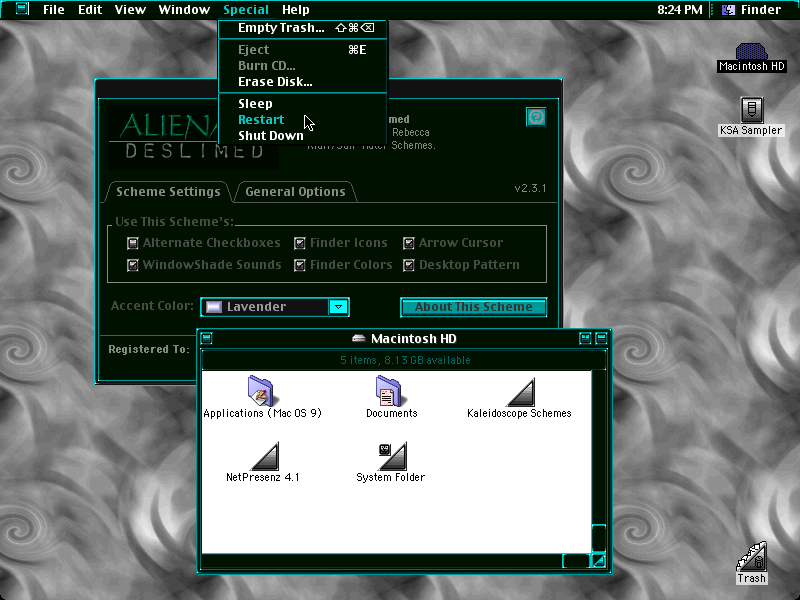 File Edit View Window Special Help 8:24 PM Finder
Empty Trash... ⇧⌘⌫
Eject ⌘E
Burn CD...
Erase Disk...
Sleep
Restart
Shut Down
Macintosh HD
KSA Sampler
ALIENA
DESLIMED
med
Rebecca
Schemes.
v2.3.1
Scheme Settings General Options
Use This Scheme's:
Alternate Checkboxes Finder Icons Arrow Cursor
WindowShade Sounds Finder Colors Desktop Pattern
Accent Color: Lavender About This Scheme
Registered To:
Macintosh HD
5 items, 8.13 GB available
Applications (Mac OS 9) Documents Kaleidoscope Schemes
NetPresenz 4.1 System Folder
Trash